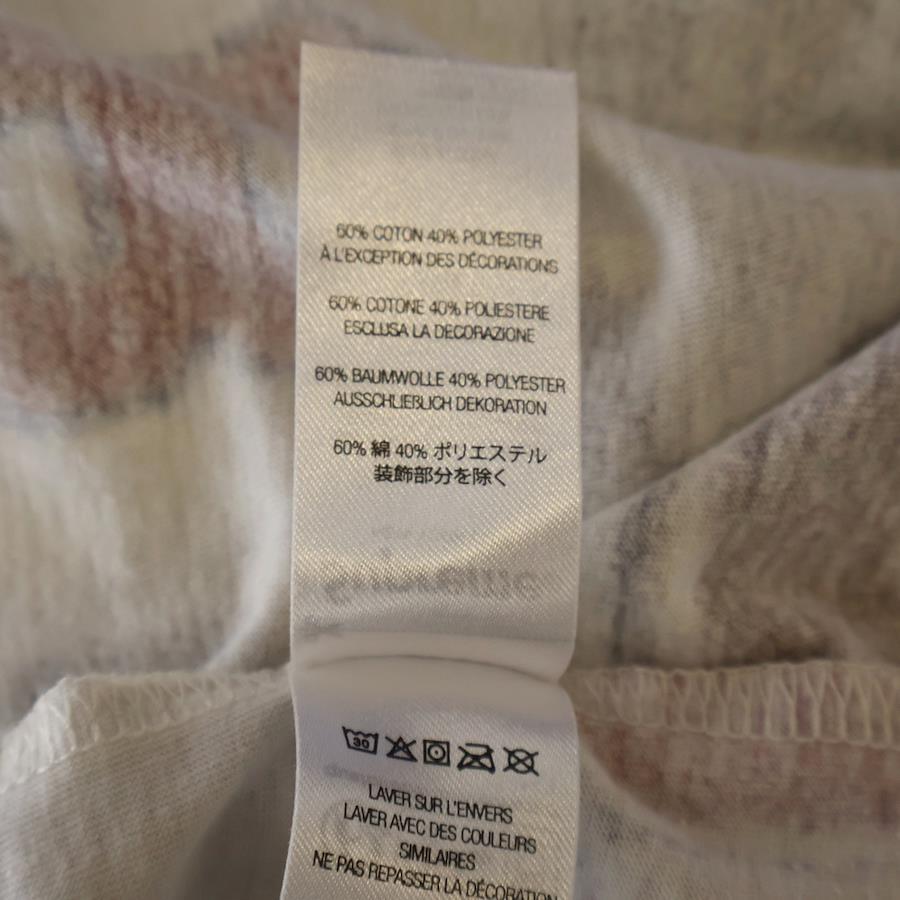 60% COTON 40% POLYESTER
À L'EXCEPTION DES DÉCORATIONS
60% COTONE 40% POLIESTERE
ESCLUSA LA DECORAZIONE
60% BAUMWOLLE 40% POLYESTER
AUSSCHLIEßLICH DEKORATION
60% 綿 40% ポリエステル
装飾部分を除く
30
LAVER SUR L'ENVERS
LAVER AVEC DES COULEURS
SIMILAIRES
NE PAS REPASSER LA DÉCORATION